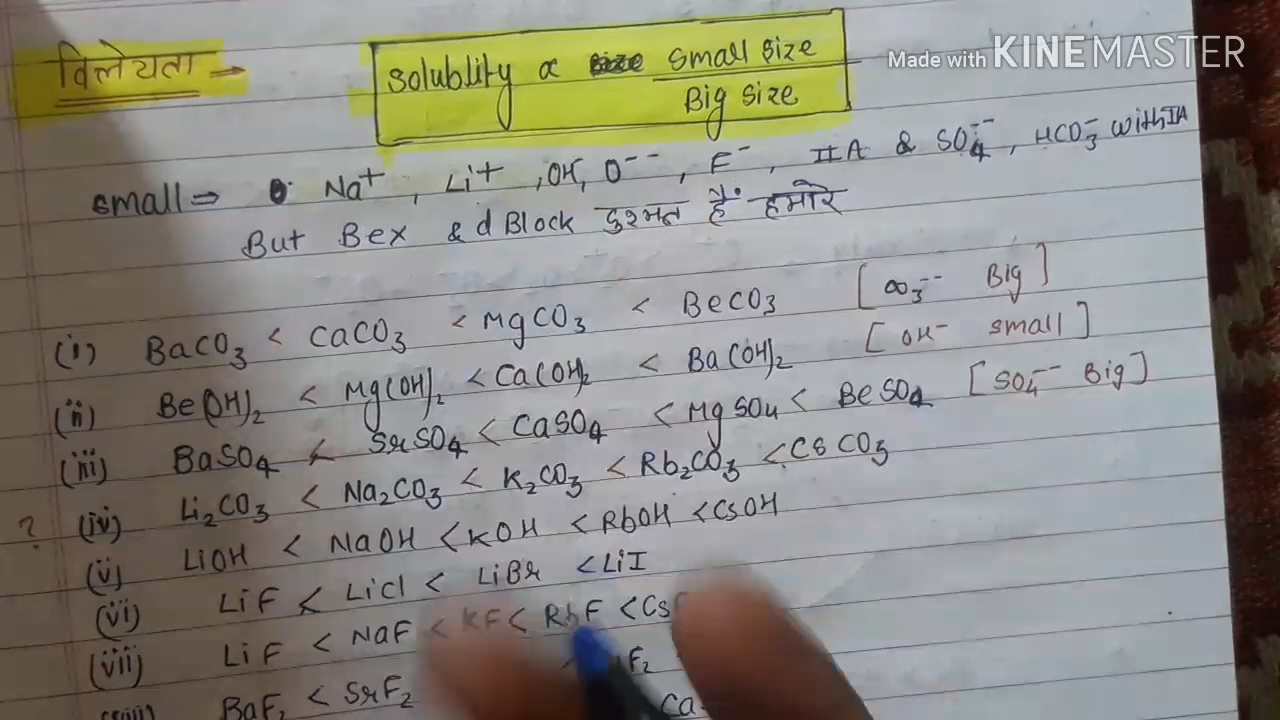 विलेयता →
Solublity ∝ small size / Big size
Made with KINEMASTER
small ⇒ Na⁺, Li⁺, OH, O⁻⁻, F⁻, IIA & SO₄⁻⁻, HCO₃⁻ with IA
But Bex & d Block दुश्मन हैं हमारे
(i) BaCO₃ < CaCO₃ < MgCO₃ < BeCO₃ [CO₃⁻⁻ Big]
(ii) Be(OH)₂ < Mg(OH)₂ < Ca(OH)₂ < Ba(OH)₂ [OH⁻ small]
(iii) BaSO₄ < SrSO₄ < CaSO₄ < MgSO₄ < BeSO₄ [SO₄⁻⁻ Big]
? (iv) Li₂CO₃ < Na₂CO₃ < K₂CO₃ < Rb₂CO₃ < CsCO₃
(v) LiOH < NaOH < KOH < RbOH < CsOH
(vi) LiF < LiCl < LiBr < LiI
(vii) LiF < NaF < KF < RbF <
BaF₂ < SrF₂